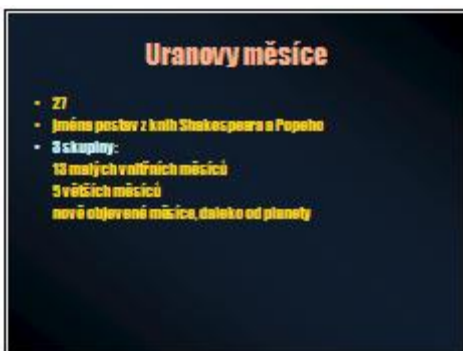 Uranovy měsíce
• 27
• jména postav z knih Shakespeara a Popeho
• 3 skupiny:
13 malých vnitřních měsíců
5 větších měsíců
nově objevené měsíce, daleko od planety